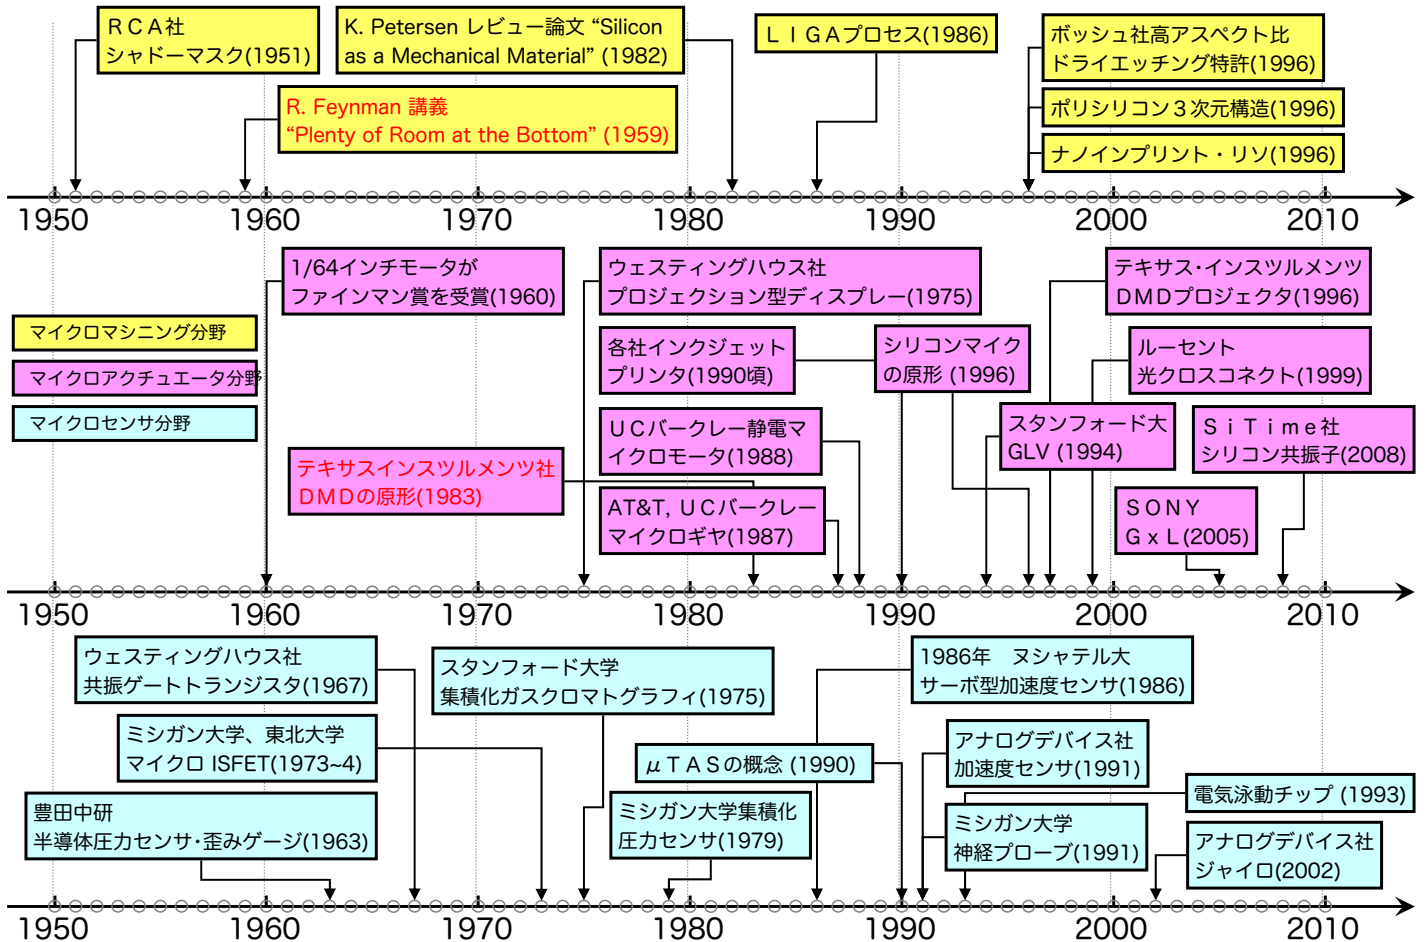 ＲＣＡ社
シャドーマスク(1951)
K. Petersen レビュー論文 “Silicon
as a Mechanical Material” (1982)
R. Feynman 講義
“Plenty of Room at the Bottom” (1959)
ＬＩＧＡプロセス(1986)
ボッシュ社高アスペクト比
ドライエッチング特許(1996)
ポリシリコン３次元構造(1996)
ナノインプリント・リソ(1996)
1950 1960 1970 1980 1990 2000 2010
マイクロマシニング分野
マイクロアクチュエータ分野
マイクロセンサ分野
1/64インチモータが
ファインマン賞を受賞(1960)
ウェスティングハウス社
プロジェクション型ディスプレー(1975)
テキサス・インスツルメンツ
ＤＭＤプロジェクタ(1996)
各社インクジェット
プリンタ(1990頃)
シリコンマイク
の原形 (1996)
ルーセント
光クロスコネクト(1999)
ＵＣバークレー静電マ
イクロモータ(1988)
スタンフォード大
GLV (1994)
ＳｉＴｉｍｅ社
シリコン共振子(2008)
テキサスインスツルメンツ社
ＤＭＤの原形(1983)
AT&T, ＵＣバークレー
マイクロギヤ(1987)
ＳＯＮＹ
ＧｘＬ(2005)
1950 1960 1970 1980 1990 2000 2010
ウェスティングハウス社
共振ゲートトランジスタ(1967)
スタンフォード大学
集積化ガスクロマトグラフィ(1975)
1986年　ヌシャテル大
サーボ型加速度センサ(1986)
ミシガン大学、東北大学
マイクロ ISFET(1973~4)
μＴＡＳの概念 (1990)
アナログデバイス社
加速度センサ(1991)
豊田中研
半導体圧力センサ・歪みゲージ(1963)
ミシガン大学集積化
圧力センサ(1979)
ミシガン大学
神経プローブ(1991)
電気泳動チップ (1993)
アナログデバイス社
ジャイロ(2002)
1950 1960 1970 1980 1990 2000 2010